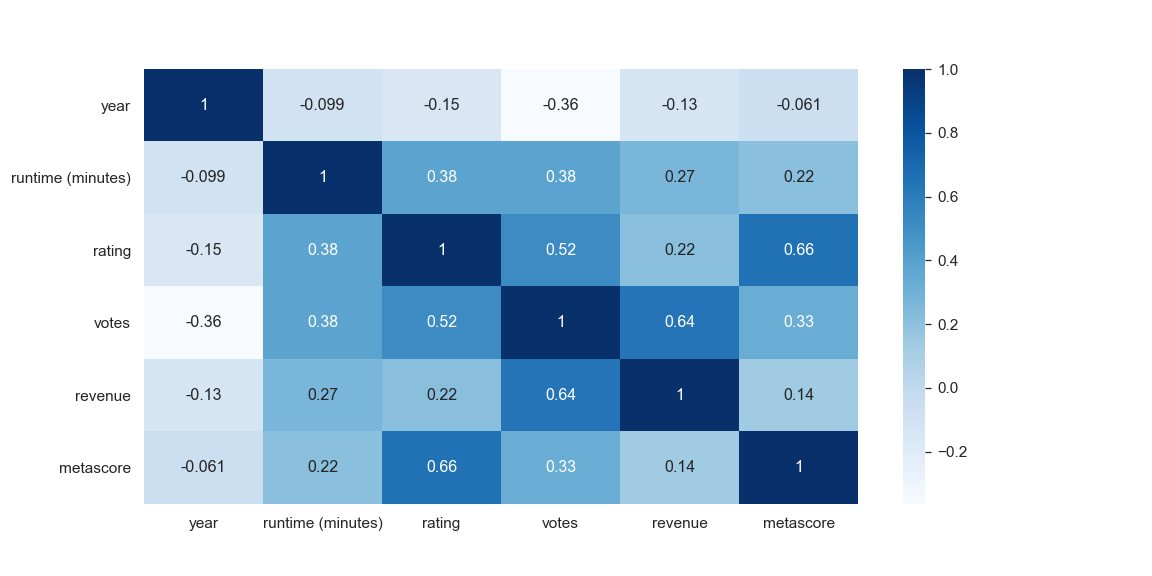 year 1 -0.099 -0.15 -0.36 -0.13 -0.061
runtime (minutes) -0.099 1 0.38 0.38 0.27 0.22
rating -0.15 0.38 1 0.52 0.22 0.66
votes -0.36 0.38 0.52 1 0.64 0.33
revenue -0.13 0.27 0.22 0.64 1 0.14
metascore -0.061 0.22 0.66 0.33 0.14 1
year runtime (minutes) rating votes revenue metascore
1.0
0.8
0.6
0.4
0.2
0.0
−0.2